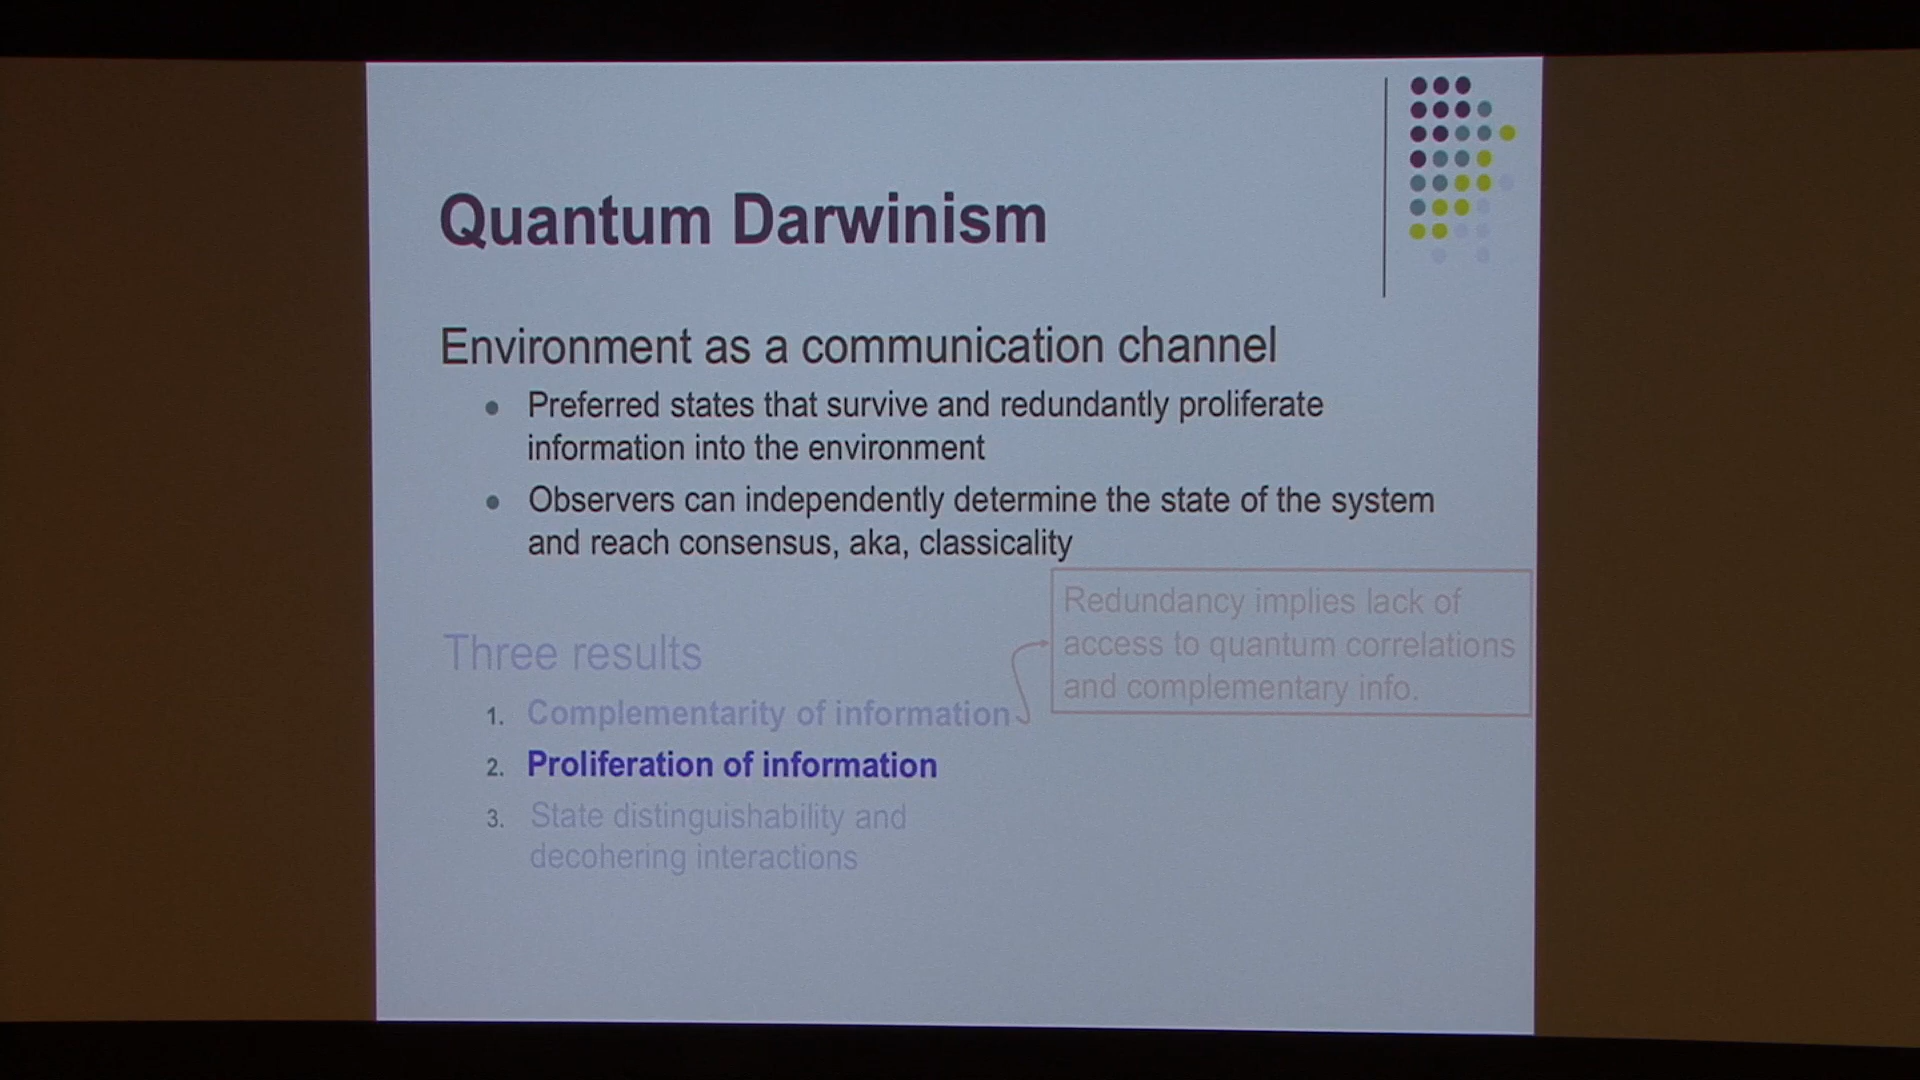 Quantum Darwinism
Environment as a communication channel
● Preferred states that survive and redundantly proliferate
information into the environment
● Observers can independently determine the state of the system
and reach consensus, aka, classicality
Redundancy implies lack of
access to quantum correlations
and complementary info.
Three results
1. Complementarity of information
2. Proliferation of information
3. State distinguishability and
decohering interactions